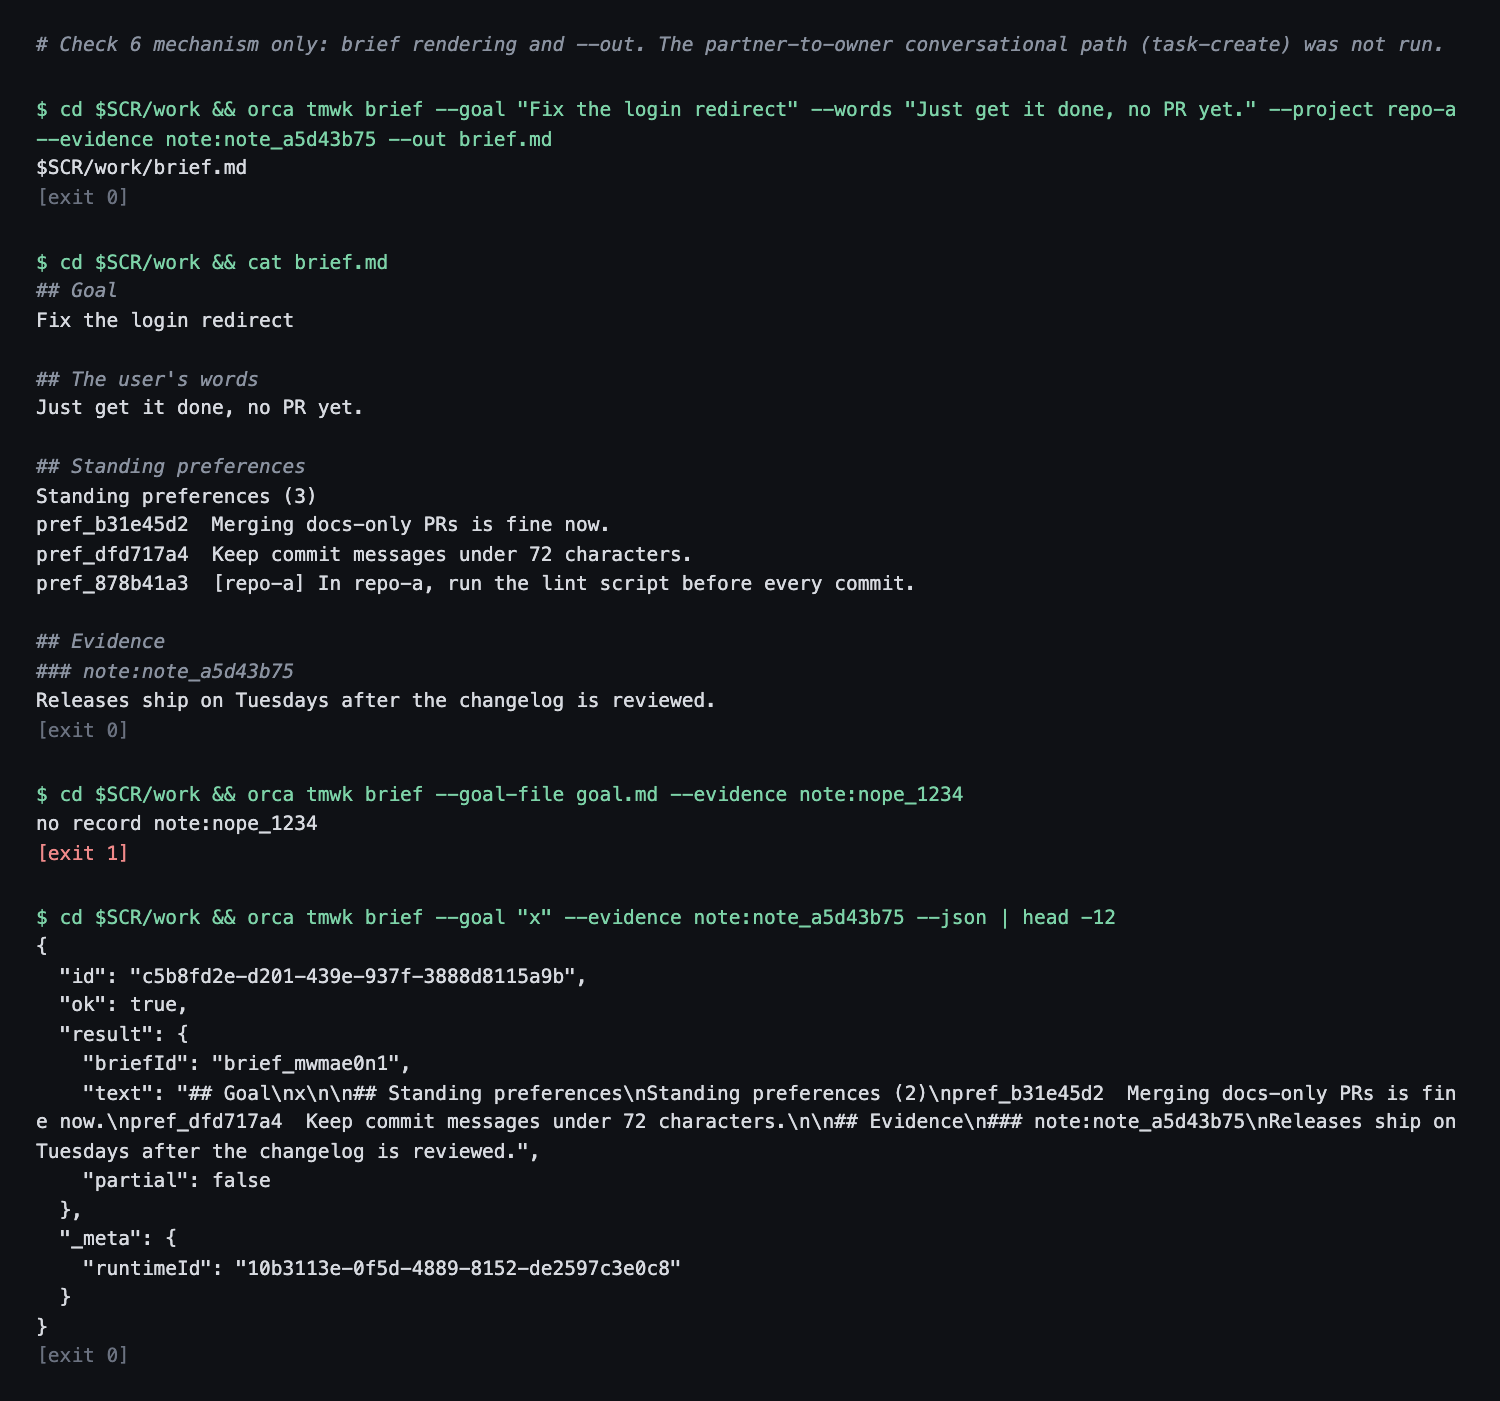 # Check 6 mechanism only: brief rendering and --out. The partner-to-owner conversational path (task-create) was not run.
$ cd $SCR/work && orca tmwk brief --goal "Fix the login redirect" --words "Just get it done, no PR yet." --project repo-a
--evidence note:note_a5d43b75 --out brief.md
$SCR/work/brief.md
[exit 0]
$ cd $SCR/work && cat brief.md
## Goal
Fix the login redirect
## The user's words
Just get it done, no PR yet.
## Standing preferences
Standing preferences (3)
pref_b31e45d2  Merging docs-only PRs is fine now.
pref_dfd717a4  Keep commit messages under 72 characters.
pref_878b41a3  [repo-a] In repo-a, run the lint script before every commit.
## Evidence
### note:note_a5d43b75
Releases ship on Tuesdays after the changelog is reviewed.
[exit 0]
$ cd $SCR/work && orca tmwk brief --goal-file goal.md --evidence note:nope_1234
no record note:nope_1234
[exit 1]
$ cd $SCR/work && orca tmwk brief --goal "x" --evidence note:note_a5d43b75 --json | head -12
{
  "id": "c5b8fd2e-d201-439e-937f-3888d8115a9b",
  "ok": true,
  "result": {
    "briefId": "brief_mwmae0n1",
    "text": "## Goal\nx\n\n## Standing preferences\nStanding preferences (2)\npref_b31e45d2  Merging docs-only PRs is fin
e now.\npref_dfd717a4  Keep commit messages under 72 characters.\n\n## Evidence\n### note:note_a5d43b75\nReleases ship on
Tuesdays after the changelog is reviewed.",
    "partial": false
  },
  "_meta": {
    "runtimeId": "10b3113e-0f5d-4889-8152-de2597c3e0c8"
  }
}
[exit 0]